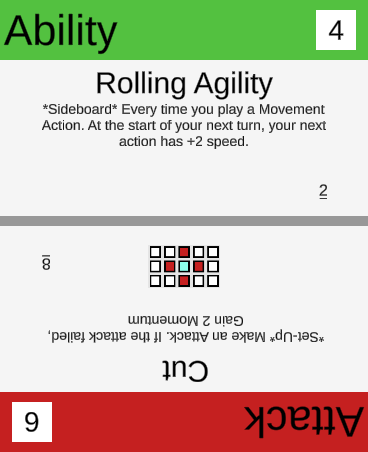 Ability
4
Rolling Agility
*Sideboard* Every time you play a Movement
Action. At the start of your next turn, your next
action has +2 speed.
2
Attack
6
Cut
*Set-Up* Make an Attack. If the attack failed,
Gain 2 Momentum
8